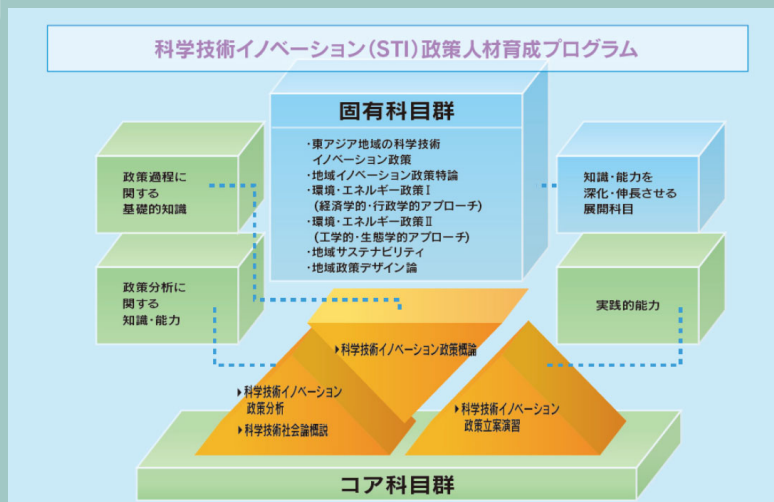 科学技術イノベーション(STI)政策人材育成プログラム
固有科目群
・東アジア地域の科学技術
イノベーション政策
・地域イノベーション政策特論
・環境・エネルギー政策Ⅰ
(経済学的・行政学的アプローチ)
・環境・エネルギー政策Ⅱ
(工学的・生態学的アプローチ)
・地域サステナビリティ
・地域政策デザイン論
政策過程に
関する
基礎的知識
知識・能力を
深化・伸長させる
展開科目
政策分析に
関する
知識・能力
実践的能力
▶科学技術イノベーション政策概論
▶科学技術イノベーション
政策分析
▶科学技術社会論概説
▶科学技術イノベーション
政策立案演習
コア科目群